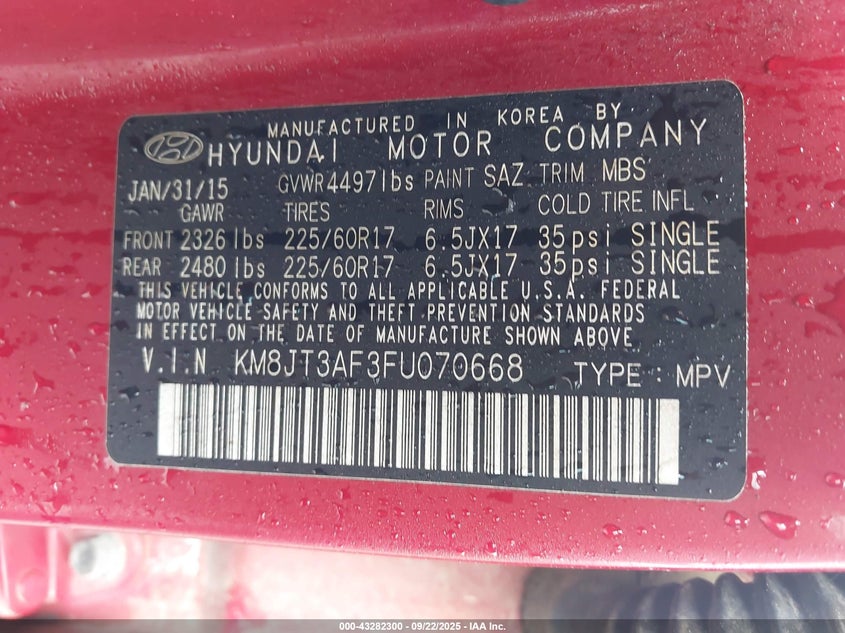 MANUFACTURED IN KOREA BY
HYUNDAI MOTOR COMPANY
JAN/31/15 GVWR 4497lbs PAINT SAZ TRIM MBS
GAWR TIRES RIMS COLD TIRE INFL
FRONT 2326 lbs 225/60R17 6.5JX17 35psi SINGLE
REAR 2480 lbs 225/60R17 6.5JX17 35psi SINGLE
THIS VEHICLE CONFORMS TO ALL APPLICABLE U.S.A. FEDERAL
MOTOR VEHICLE SAFETY AND THEFT PREVENTION STANDARDS
IN EFFECT ON THE DATE OF MANUFACTURE SHOWN ABOVE
V.I.N KM8JT3AF3FU070668 TYPE : MPV
000-43282300 - 09/22/2025 - IAA Inc.